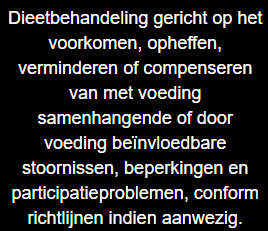 Dieetbehandeling gericht op het
voorkomen, opheffen,
verminderen of compenseren
van met voeding
samenhangende of door
voeding beïnvloedbare
stoornissen, beperkingen en
participatieproblemen, conform
richtlijnen indien aanwezig.